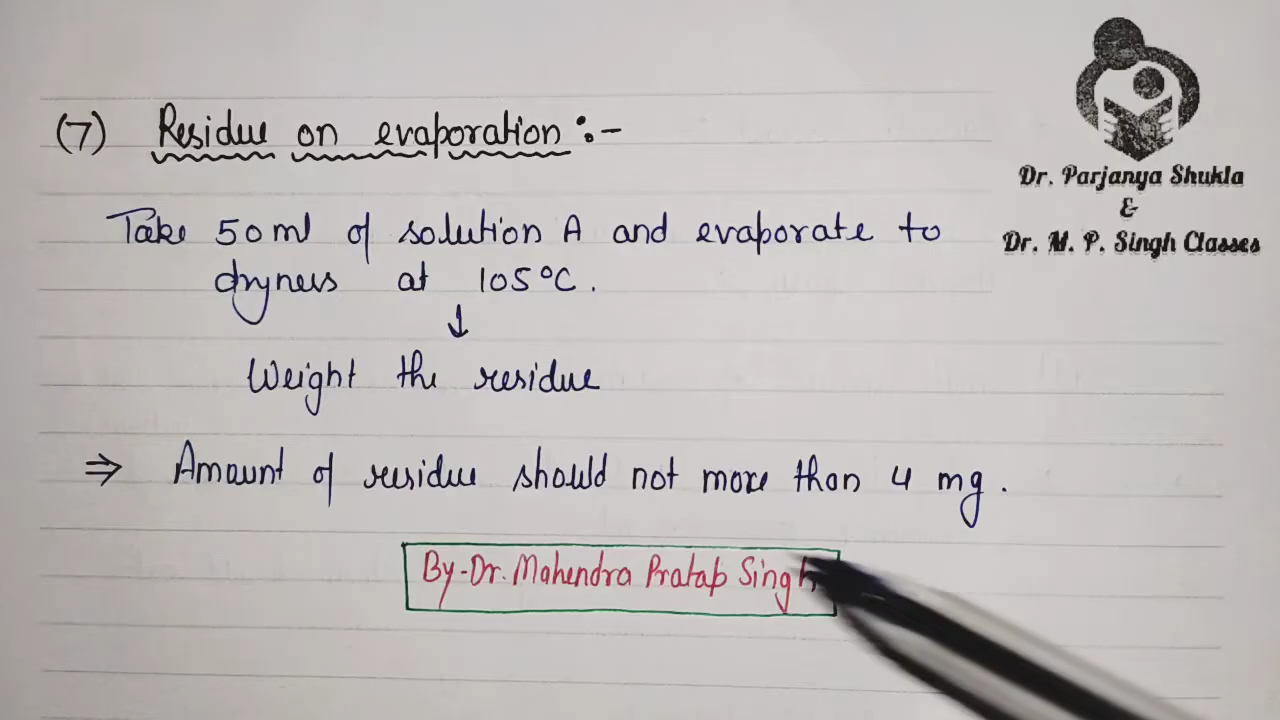 (7) Residue on evaporation :-
Take 50ml of solution A and evaporate to
dryness at 105°C.
↓
Weight the residue
⇒ Amount of residue should not more than 4 mg.
By-Dr. Mahendra Pratap Singh
Dr. Parjanya Shukla
&
Dr. M. P. Singh Classes